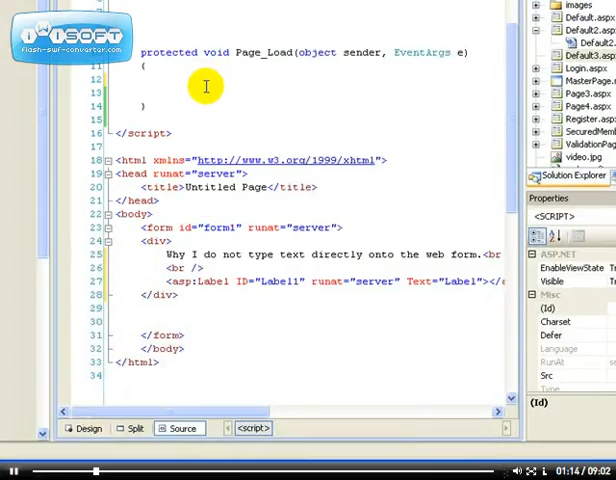 WinSoft
flash-swf-converter.com
protected void Page_Load(object sender, EventArgs e)
11 {
12
13
14 }
15
16 </script>
17
18 <html xmlns="http://www.w3.org/1999/xhtml">
19 <head runat="server">
20 <title>Untitled Page</title>
21 </head>
22 <body>
23 <form id="form1" runat="server">
24 <div>
25 Why I do not type text directly onto the web form.<br
26 <br />
27 <asp:Label ID="Label1" runat="server" Text="Label"></
28 </div>
29
30
31 </form>
32 </body>
33 </html>
34
Design Split Source <script>
images
Default.aspx
Default2.asp
Default2.
Default3.aspx
Login.aspx
MasterPage.
Page3.aspx
Page4.aspx
Register.asp
SecuredMem
ValidationPa
video.jpg
Solution Explorer
Properties
<SCRIPT>
ASP.NET
EnableViewState
Visible
Misc
(Id)
Charset
Defer
Language
RunAt
Src
Type
(Id)
01:14 / 09:02